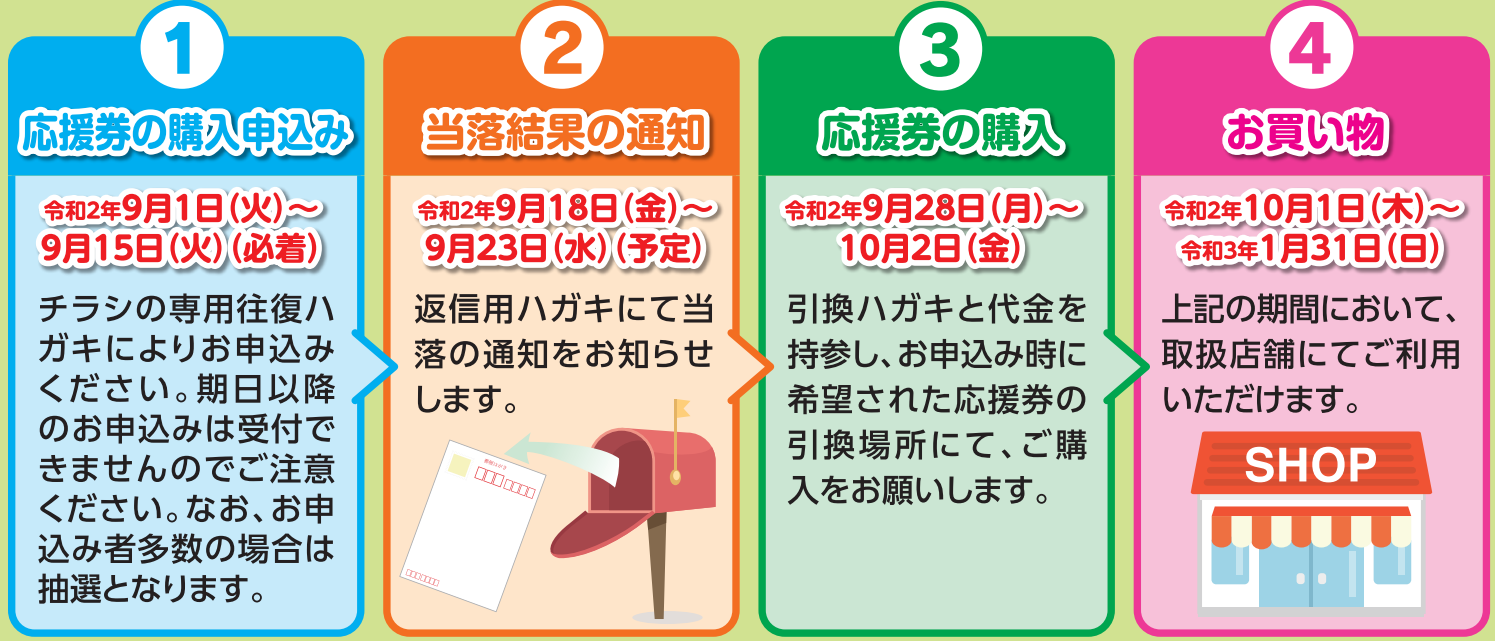 1
応援券の購入申込み
令和2年9月1日(火)～
9月15日(火)(必着)
チラシの専用往復ハ
ガキによりお申込み
ください。期日以降
のお申込みは受付で
きませんのでご注意
ください。なお、お申
込み者多数の場合は
抽選となります。
2
当落結果の通知
令和2年9月18日(金)～
9月23日(水)(予定)
返信用ハガキにて当
落の通知をお知らせ
します。
3
応援券の購入
令和2年9月28日(月)～
10月2日(金)
引換ハガキと代金を
持参し、お申込み時に
希望された応援券の
引換場所にて、ご購
入をお願いします。
4
お買い物
令和2年10月1日(木)～
令和3年1月31日(日)
上記の期間において、
取扱店舗にてご利用
いただけます。
SHOP